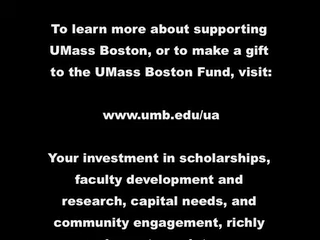 To learn more about supporting
UMass Boston, or to make a gift
to the UMass Boston Fund, visit:
www.umb.edu/ua
Your investment in scholarships,
faculty development and
research, capital needs, and
community engagement, richly